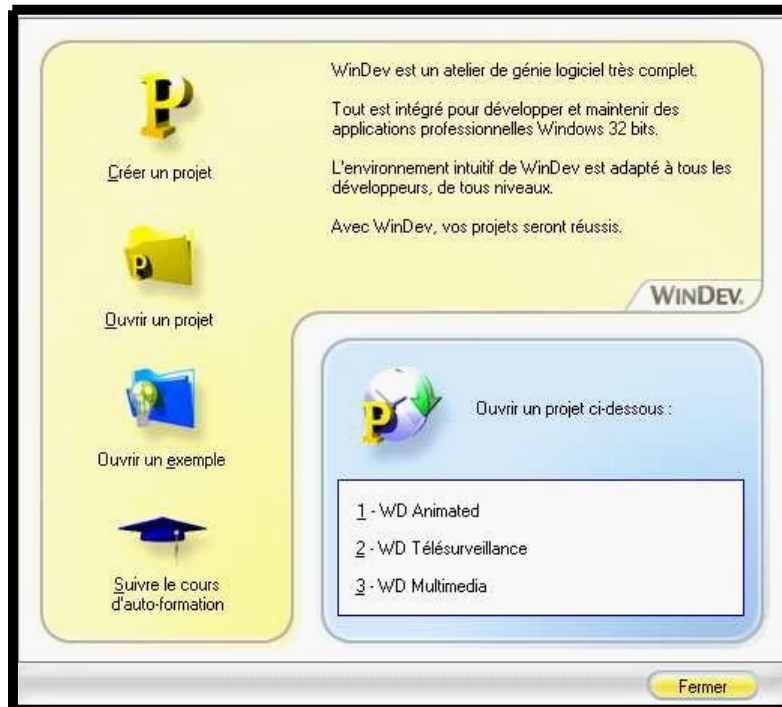 Créer un projet
Ouvrir un projet
Ouvrir un exemple
Suivre le cours
d'auto-formation
WinDev est un atelier de génie logiciel très complet.
Tout est intégré pour développer et maintenir des
applications professionnelles Windows 32 bits.
L'environnement intuitif de WinDev est adapté à tous les
développeurs, de tous niveaux.
Avec WinDev, vos projets seront réussis.
WINDEV.
Ouvrir un projet ci-dessous :
1 - WD Animated
2 - WD Télésurveillance
3 - WD Multimedia
Fermer